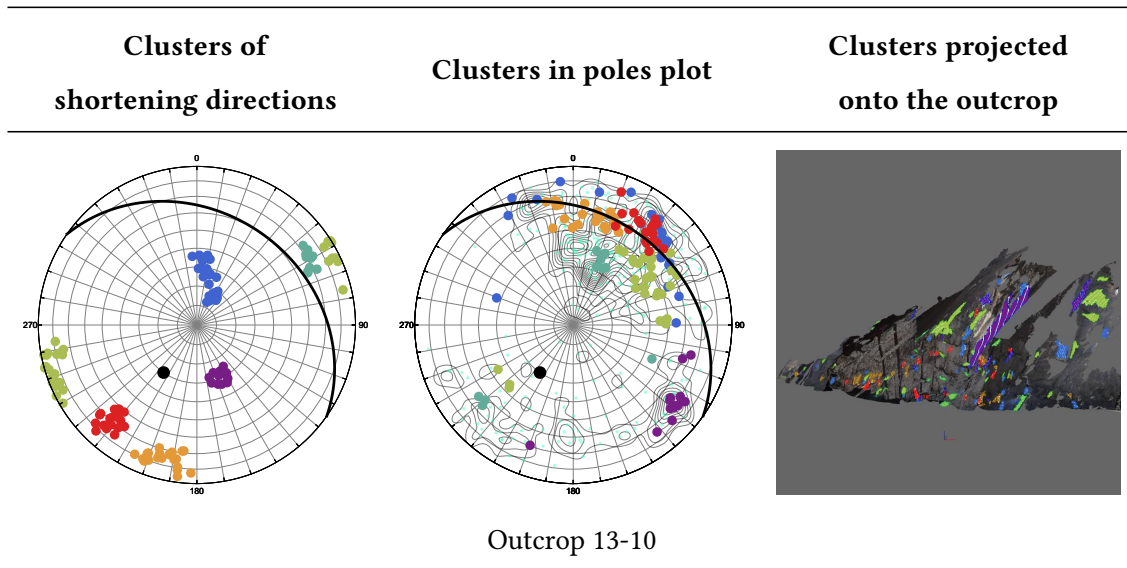 Clusters of
shortening directions
Clusters in poles plot
Clusters projected
onto the outcrop
0
90
180
270
0
90
180
270
Outcrop 13-10